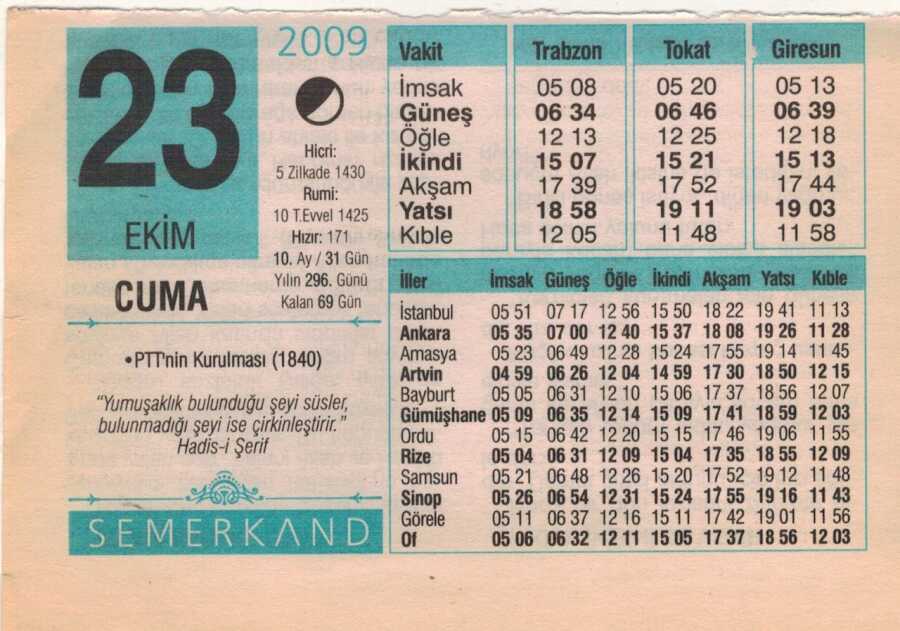 23
EKİM
CUMA
2009
Hicri:
5 Zilkade 1430
Rumi:
10 T.Evvel 1425
Hızır: 171
10. Ay / 31 Gün
Yılın 296. Günü
Kalan 69 Gün
•PTT'nin Kurulması (1840)
"Yumuşaklık bulunduğu şeyi süsler,
bulunmadığı şeyi ise çirkinleştirir."
Hadis-i Şerif
SEMERKAND
Vakit Trabzon Tokat Giresun
İmsak 05 08 05 20 05 13
Güneş 06 34 06 46 06 39
Öğle 12 13 12 25 12 18
İkindi 15 07 15 21 15 13
Akşam 17 39 17 52 17 44
Yatsı 18 58 19 11 19 03
Kıble 12 05 11 48 11 58
İller İmsak Güneş Öğle İkindi Akşam Yatsı Kıble
İstanbul 05 51 07 17 12 56 15 50 18 22 19 41 11 13
Ankara 05 35 07 00 12 40 15 37 18 08 19 26 11 28
Amasya 05 23 06 49 12 28 15 24 17 55 19 14 11 45
Artvin 04 59 06 26 12 04 14 59 17 30 18 50 12 15
Bayburt 05 05 06 31 12 10 15 06 17 37 18 56 12 07
Gümüşhane 05 09 06 35 12 14 15 09 17 41 18 59 12 03
Ordu 05 15 06 42 12 20 15 15 17 46 19 06 11 55
Rize 05 04 06 31 12 09 15 04 17 35 18 55 12 09
Samsun 05 21 06 48 12 26 15 20 17 52 19 12 11 48
Sinop 05 26 06 54 12 31 15 24 17 55 19 16 11 43
Görele 05 11 06 37 12 16 15 11 17 42 19 01 11 56
Of 05 06 06 32 12 11 15 05 17 37 18 56 12 03